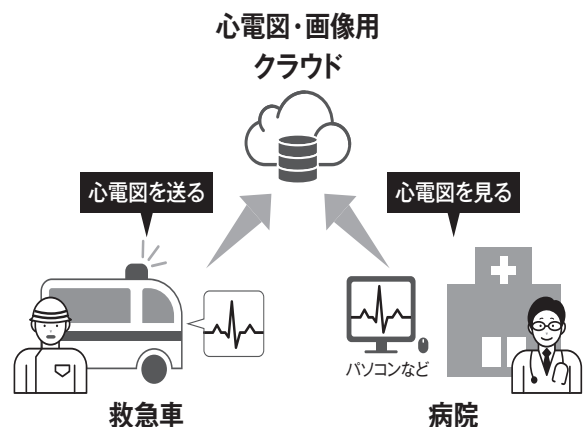 心電図・画像用
クラウド
心電図を送る
心電図を見る
パソコンなど
救急車
病院